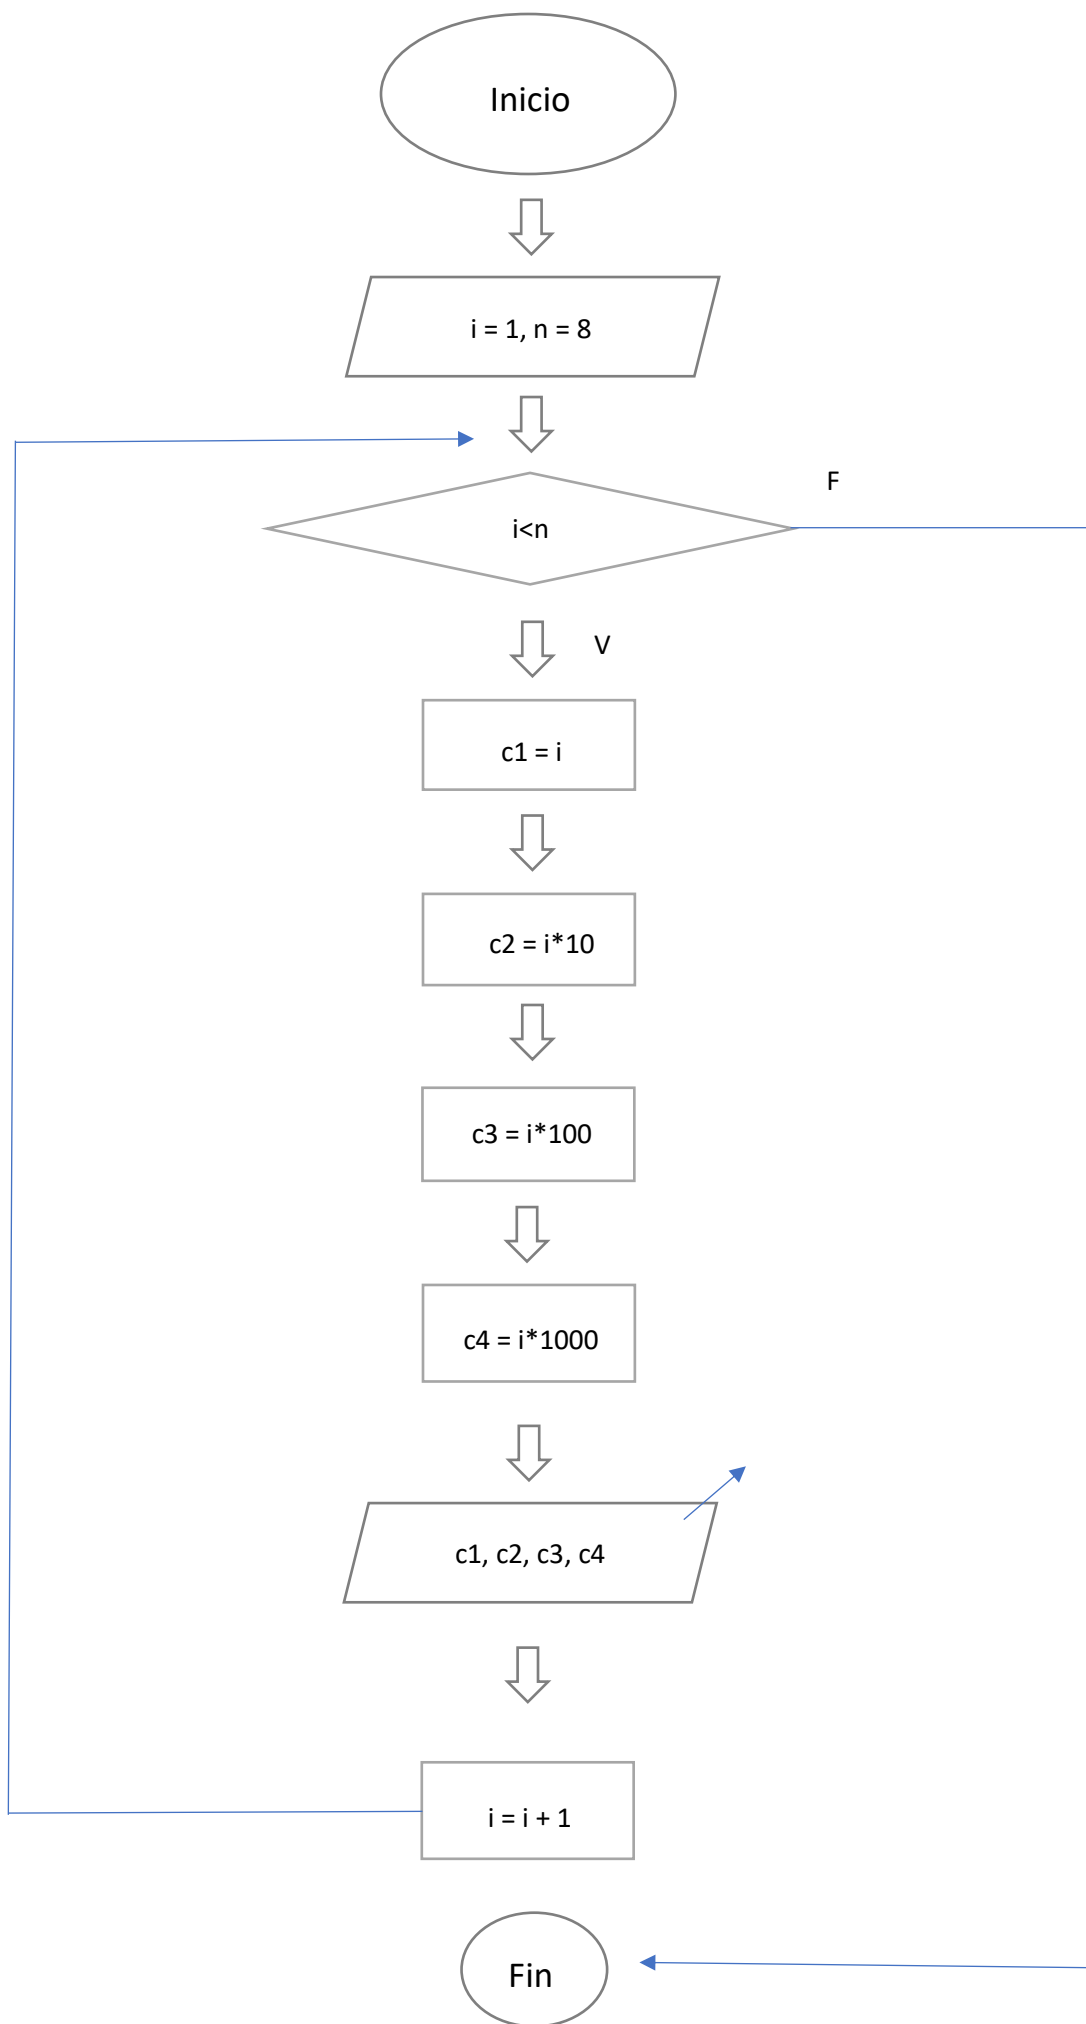 Inicio
i = 1, n = 8
F
i<n
V
c1 = i
c2 = i*10
c3 = i*100
c4 = i*1000
c1, c2, c3, c4
i = i + 1
Fin